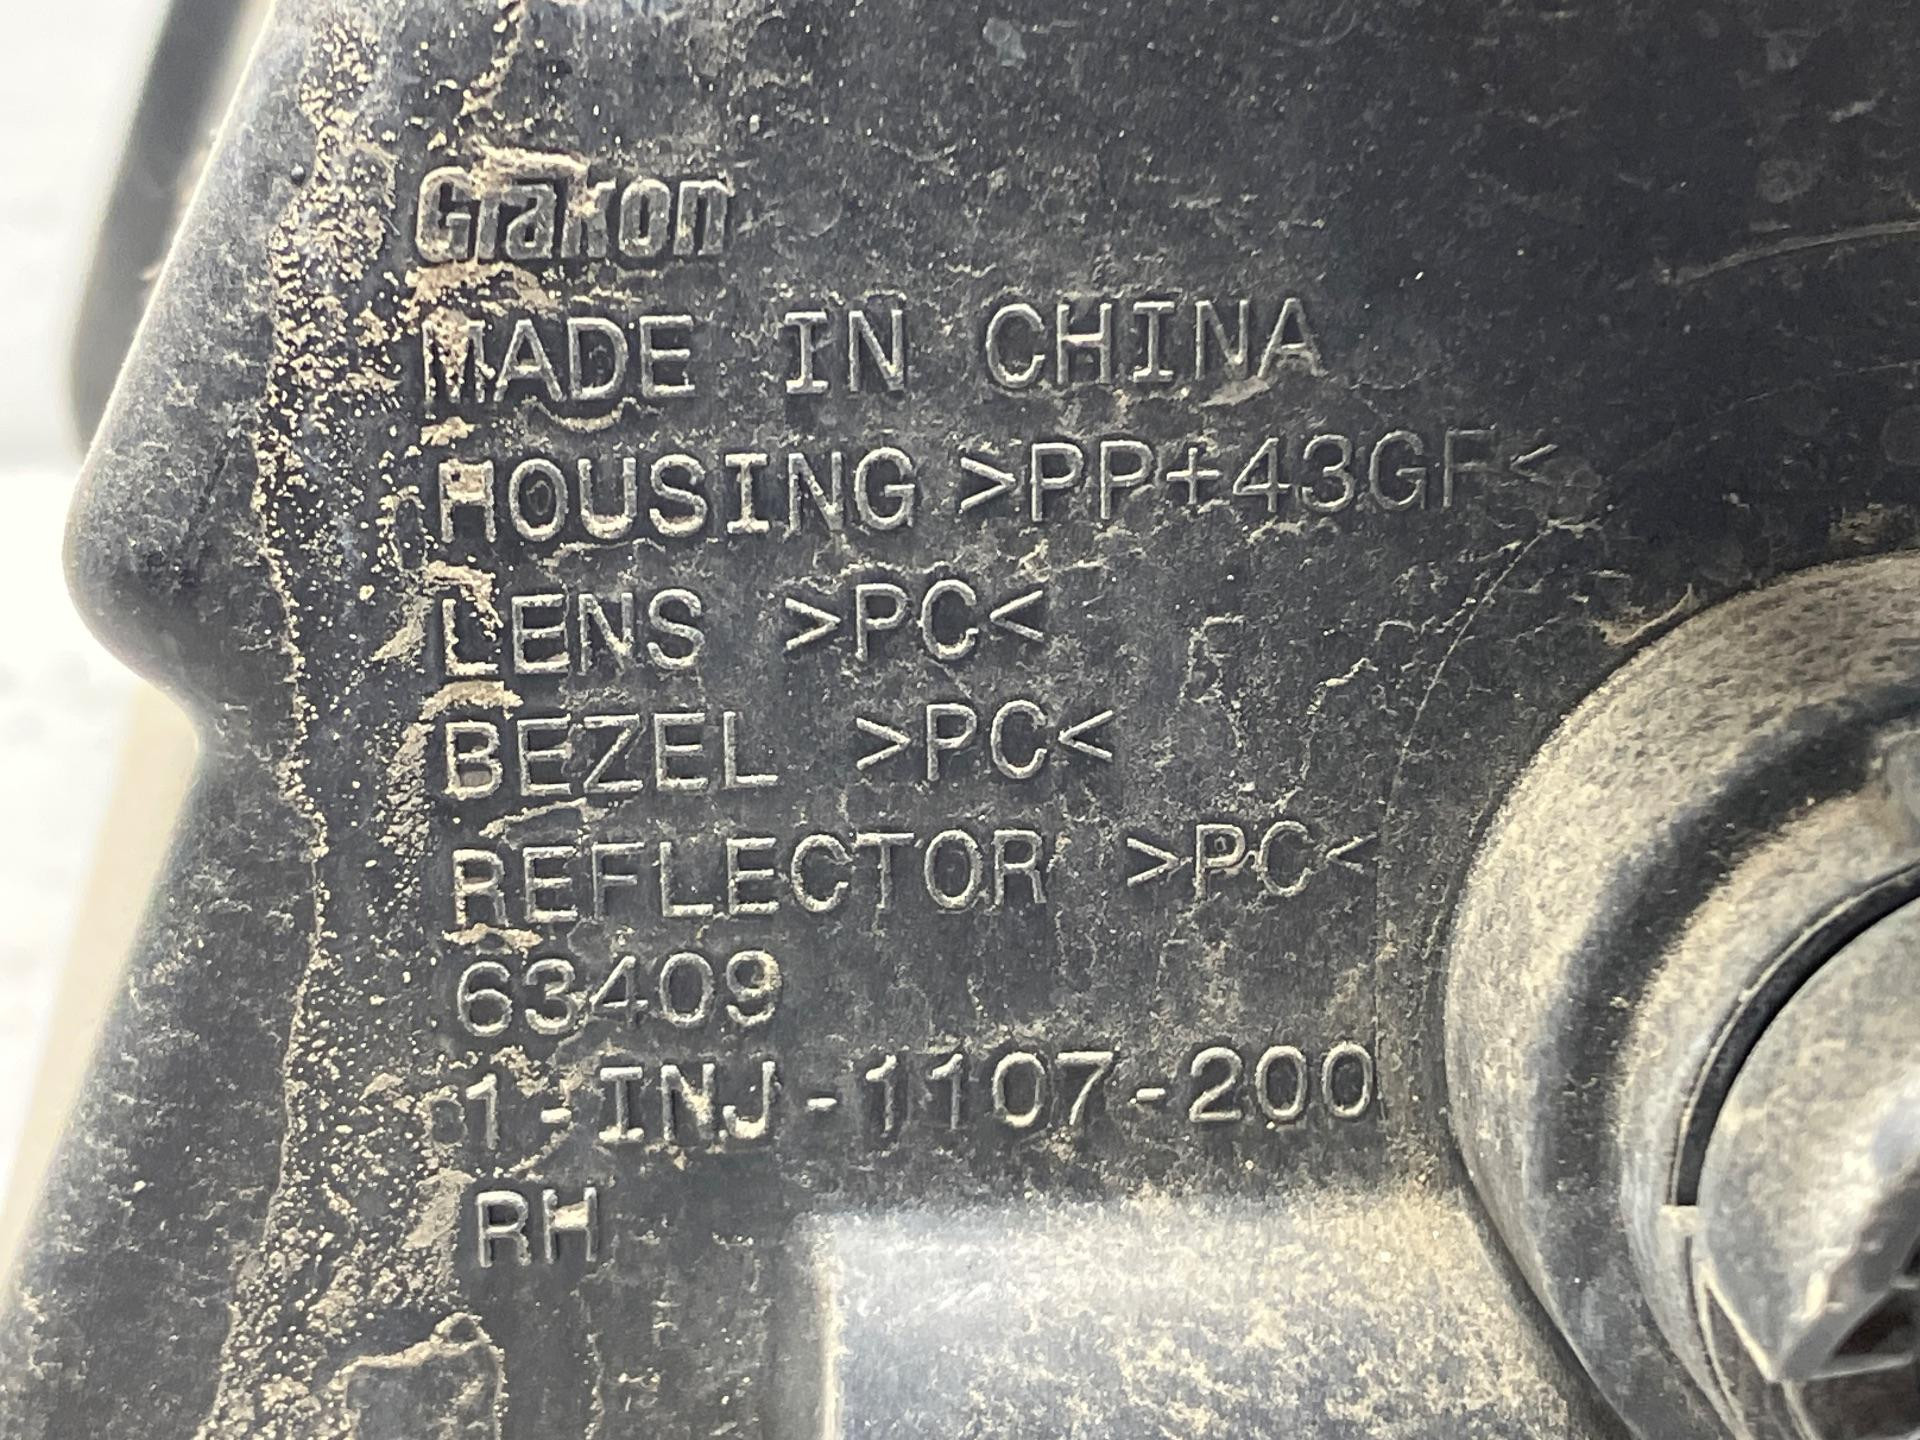 Grakon
MADE IN CHINA
HOUSING >PP+43GF<
LENS >PC<
BEZEL >PC<
REFLECTOR >PC<
63409
1-INJ-1107-200
RH